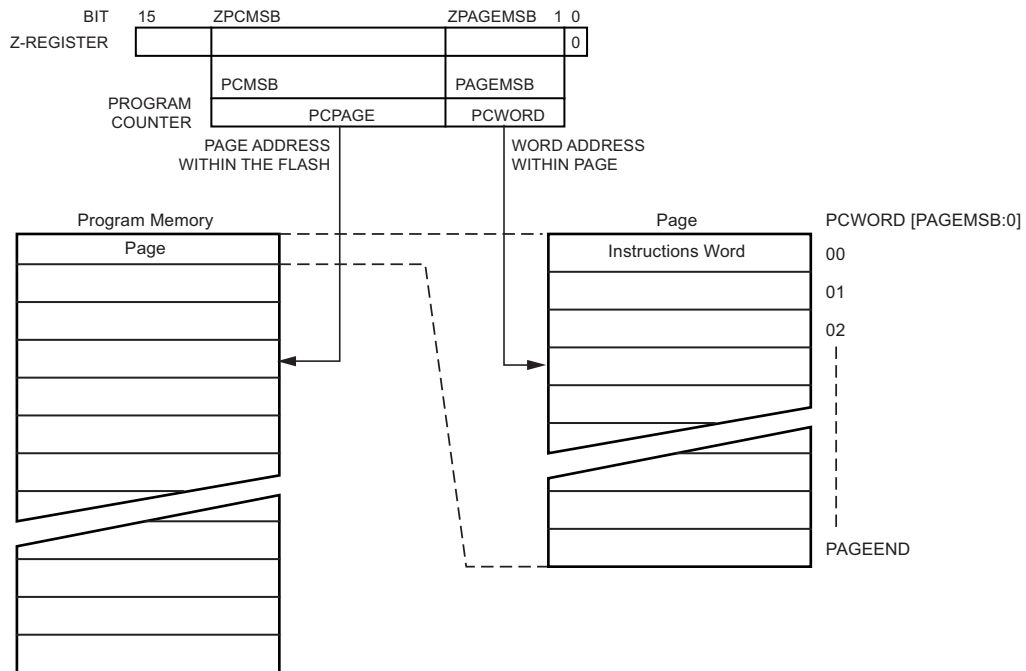 BIT 15 ZPCMSB ZPAGEMSB 1 0
Z-REGISTER 0
PCMSB PAGEMSB
PROGRAM
COUNTER
PCPAGE PCWORD
PAGE ADDRESS
WITHIN THE FLASH
WORD ADDRESS
WITHIN PAGE
Program Memory Page PCWORD [PAGEMSB:0]
Page Instructions Word 00
01
02
PAGEEND